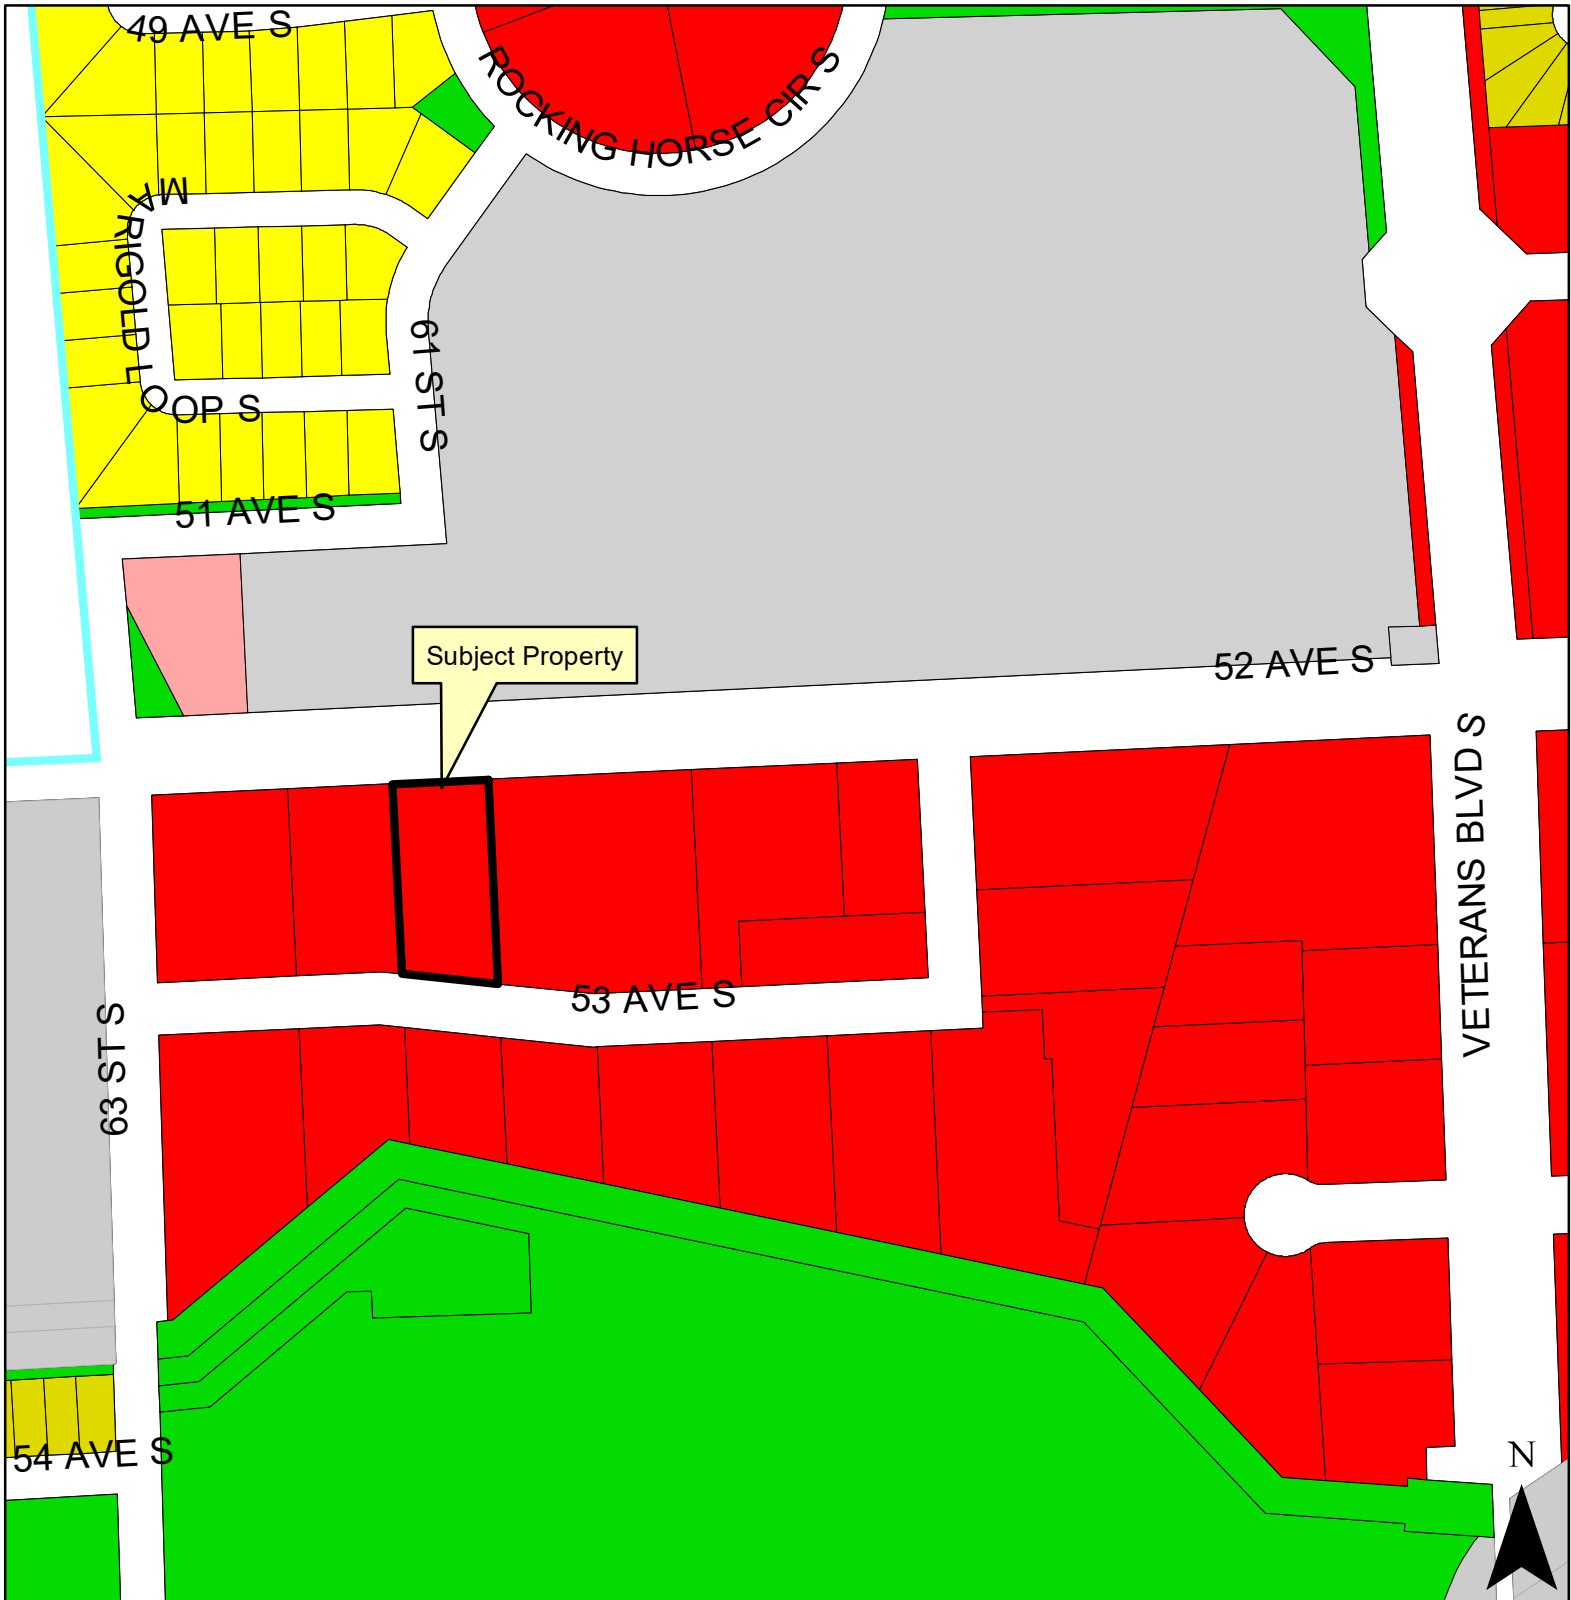 49 AVE S
ROCKING HORSE CIR S
MARIGOLD LOOP S
61 ST S
51 AVE S
Subject Property
52 AVE S
VETERANS BLVD S
53 AVE S
63 ST S
54 AVE S
N